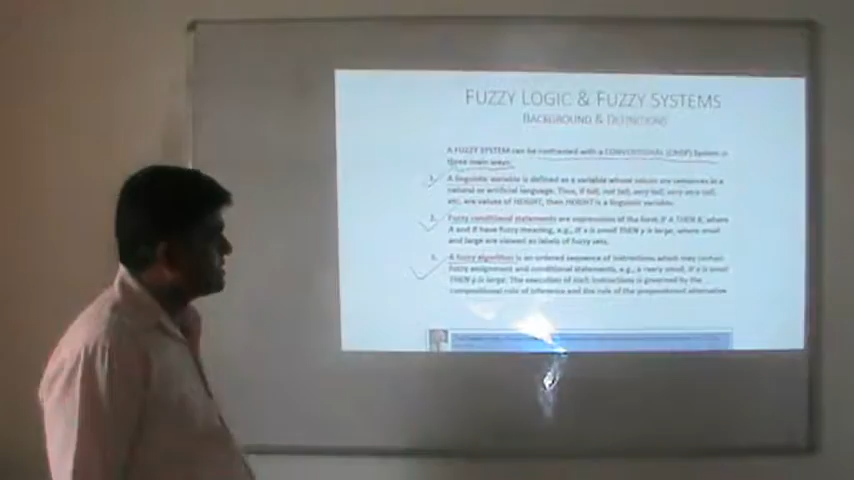 FUZZY LOGIC & FUZZY SYSTEMS
BACKGROUND & DEFINITIONS
A FUZZY SYSTEM can be contrasted with a CONVENTIONAL (CRISP) System in
three main ways:
1. A linguistic variable is defined as a variable whose values are sentences in a
natural or artificial language. Thus, if tall, not tall, very tall, very very tall,
etc. are values of HEIGHT, then HEIGHT is a linguistic variable.
2. Fuzzy conditional statements are expressions of the form If A THEN B, where
A and B have fuzzy meaning, e.g., If x is small THEN y is large, where small
and large are viewed as labels of fuzzy sets.
3. A fuzzy algorithm is an ordered sequence of instructions which may contain
fuzzy assignment and conditional statements, e.g., x very small, If x is small
THEN y is large. The execution of such instructions is governed by the
compositional rule of inference and the rule of the preponderant alternative